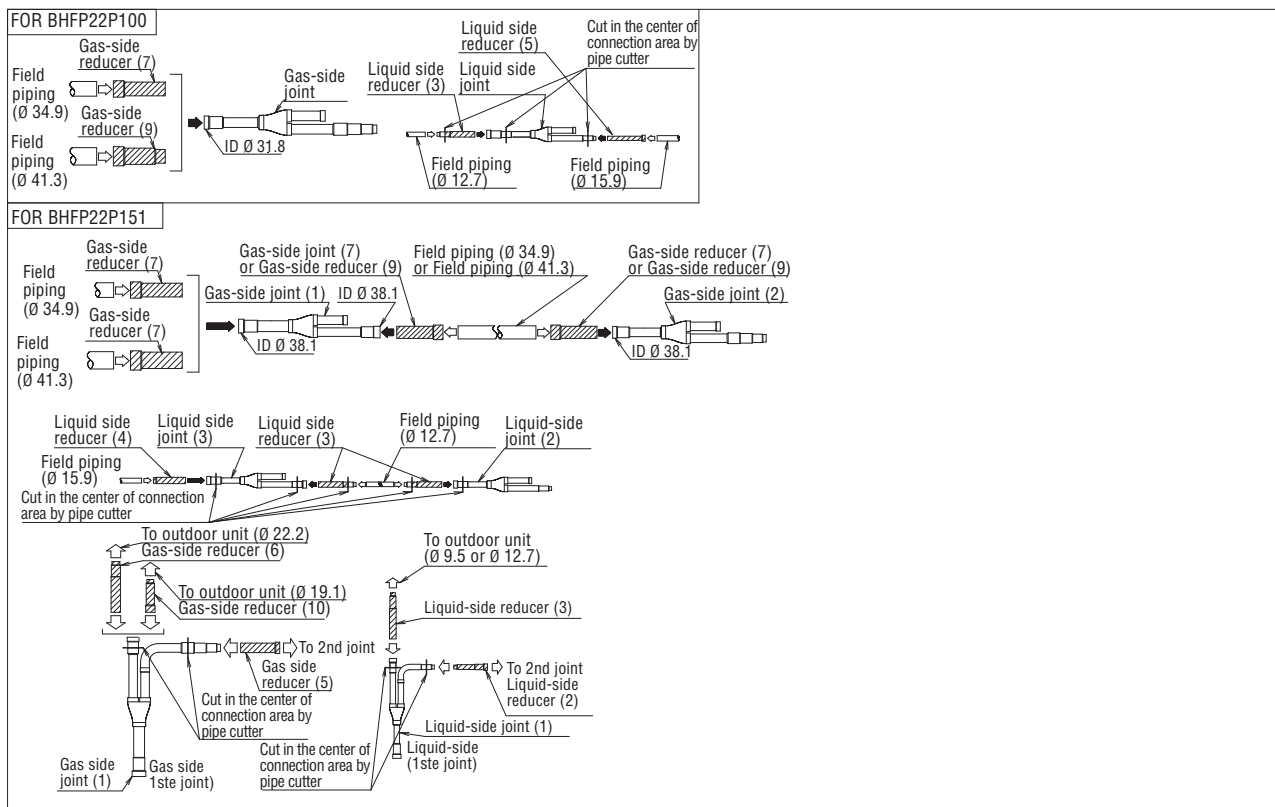 FOR BHFP22P100
Gas-side
reducer (7)
Field
piping
(Ø 34.9)
Gas-side
reducer (9)
Field
piping
(Ø 41.3)
Gas-side
joint
ID Ø 31.8
Liquid side
reducer (5)
Cut in the center of
connection area by
pipe cutter
Liquid side
reducer (3)
Liquid side
joint
Field piping
(Ø 12.7)
Field piping
(Ø 15.9)
FOR BHFP22P151
Gas-side
reducer (7)
Field
piping
(Ø 34.9)
Gas-side
reducer (7)
Field
piping
(Ø 41.3)
Gas-side joint (7)
or Gas-side reducer (9)
Gas-side joint (1)
ID Ø 38.1
ID Ø 38.1
Field piping (Ø 34.9)
or Field piping (Ø 41.3)
Gas-side reducer (7)
or Gas-side reducer (9)
Gas-side joint (2)
ID Ø 38.1
Liquid side
reducer (4)
Liquid side
joint (3)
Liquid side
reducer (3)
Field piping
(Ø 12.7)
Liquid-side
joint (2)
Field piping
(Ø 15.9)
Cut in the center of connection
area by pipe cutter
To outdoor unit (Ø 22.2)
Gas-side reducer (6)
To outdoor unit (Ø 19.1)
Gas-side reducer (10)
To 2nd joint
Gas side
reducer (5)
Cut in the center of
connection area by
pipe cutter
Gas side
joint (1)
Gas side
1ste joint)
To outdoor unit
(Ø 9.5 or Ø 12.7)
Liquid-side reducer (3)
To 2nd joint
Liquid-side
reducer (2)
Liquid-side joint (1)
Liquid-side
(1ste joint)
Cut in the center of
connection area by
pipe cutter